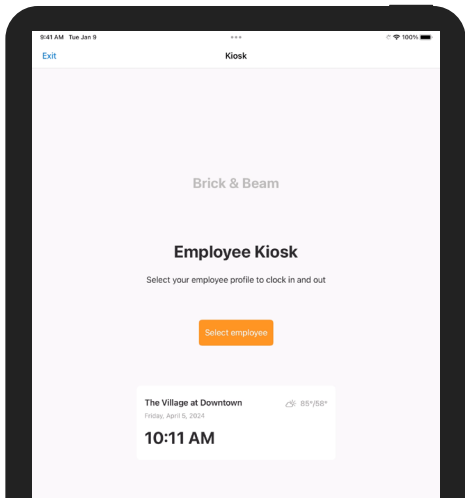 9:41 AM Tue Jan 9
100%
Exit
Kiosk
Brick & Beam
Employee Kiosk
Select your employee profile to clock in and out
Select employee
The Village at Downtown
85°/58°
Friday, April 5, 2024
10:11 AM